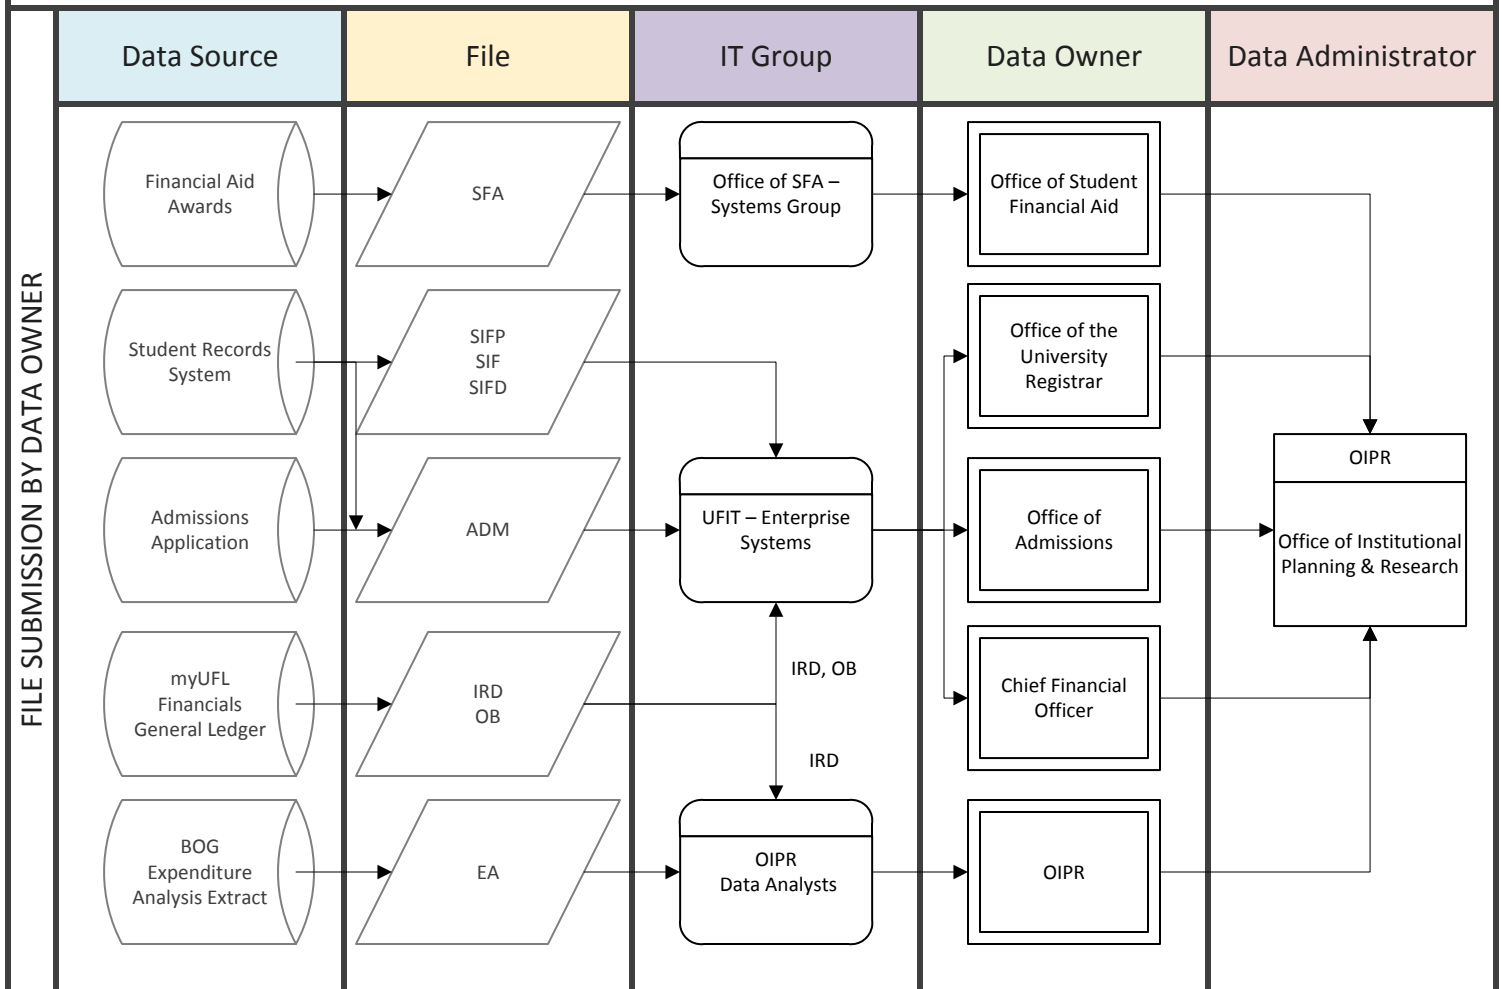 Data Source
File
IT Group
Data Owner
Data Administrator
FILE SUBMISSION BY DATA OWNER
Financial Aid
Awards
SFA
Office of SFA –
Systems Group
Office of Student
Financial Aid
Student Records
System
SIFP
SIF
SIFD
Office of the
University
Registrar
Admissions
Application
ADM
UFIT – Enterprise
Systems
Office of
Admissions
OIPR
Office of Institutional
Planning & Research
myUFL
Financials
General Ledger
IRD
OB
IRD, OB
IRD
Chief Financial
Officer
BOG
Expenditure
Analysis Extract
EA
OIPR
Data Analysts
OIPR